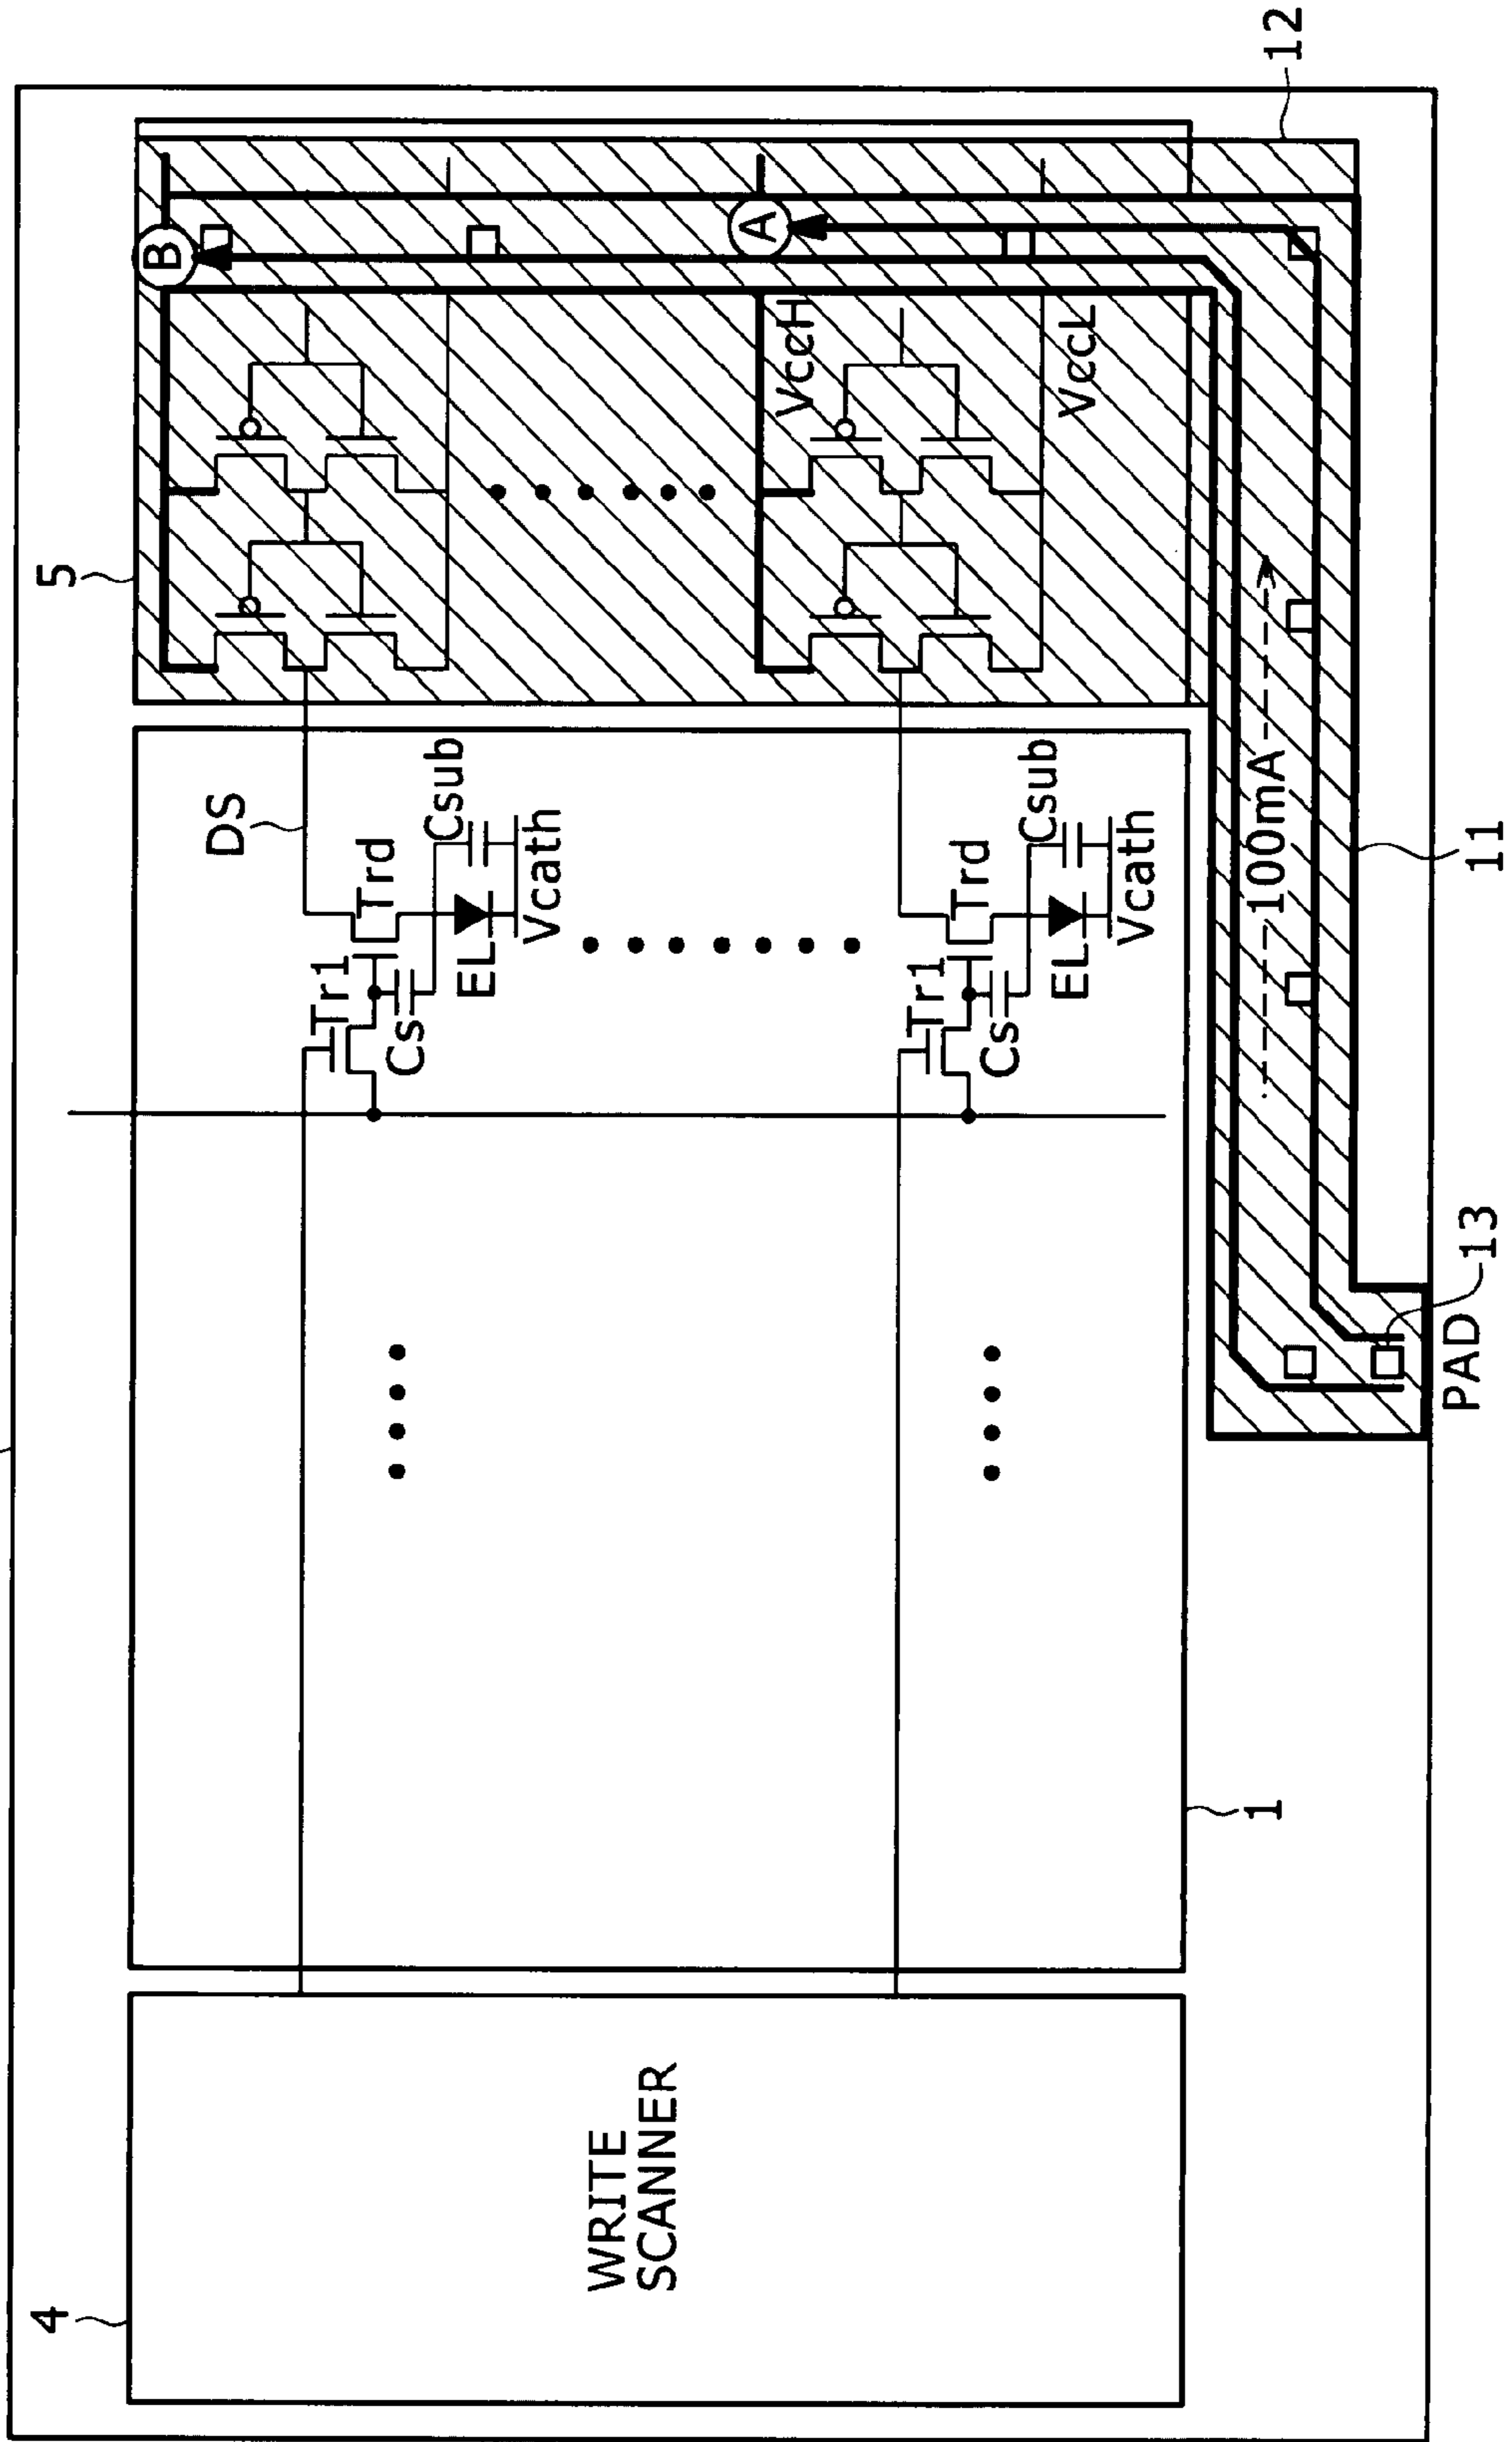 4
5
B
DS
Tr1
Trd
Cs
Csub
EL
Vcath
WRITE
SCANNER
A
VccH
Tr1
Trd
Cs
Csub
EL
VccL
Vcath
1
100mA
12
PAD
13
11